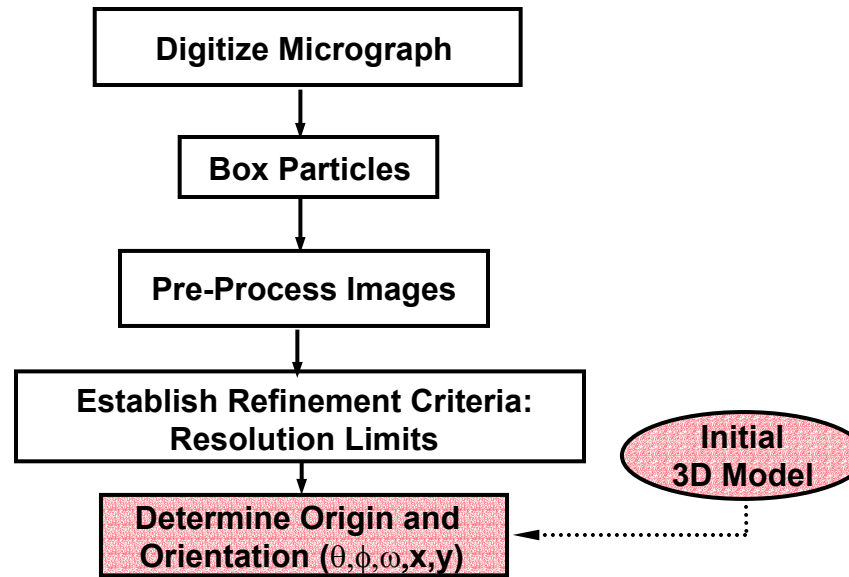 Digitize Micrograph
Box Particles
Pre-Process Images
Establish Refinement Criteria:
Resolution Limits
Initial
3D Model
Determine Origin and
Orientation (θ,ϕ,ω,x,y)